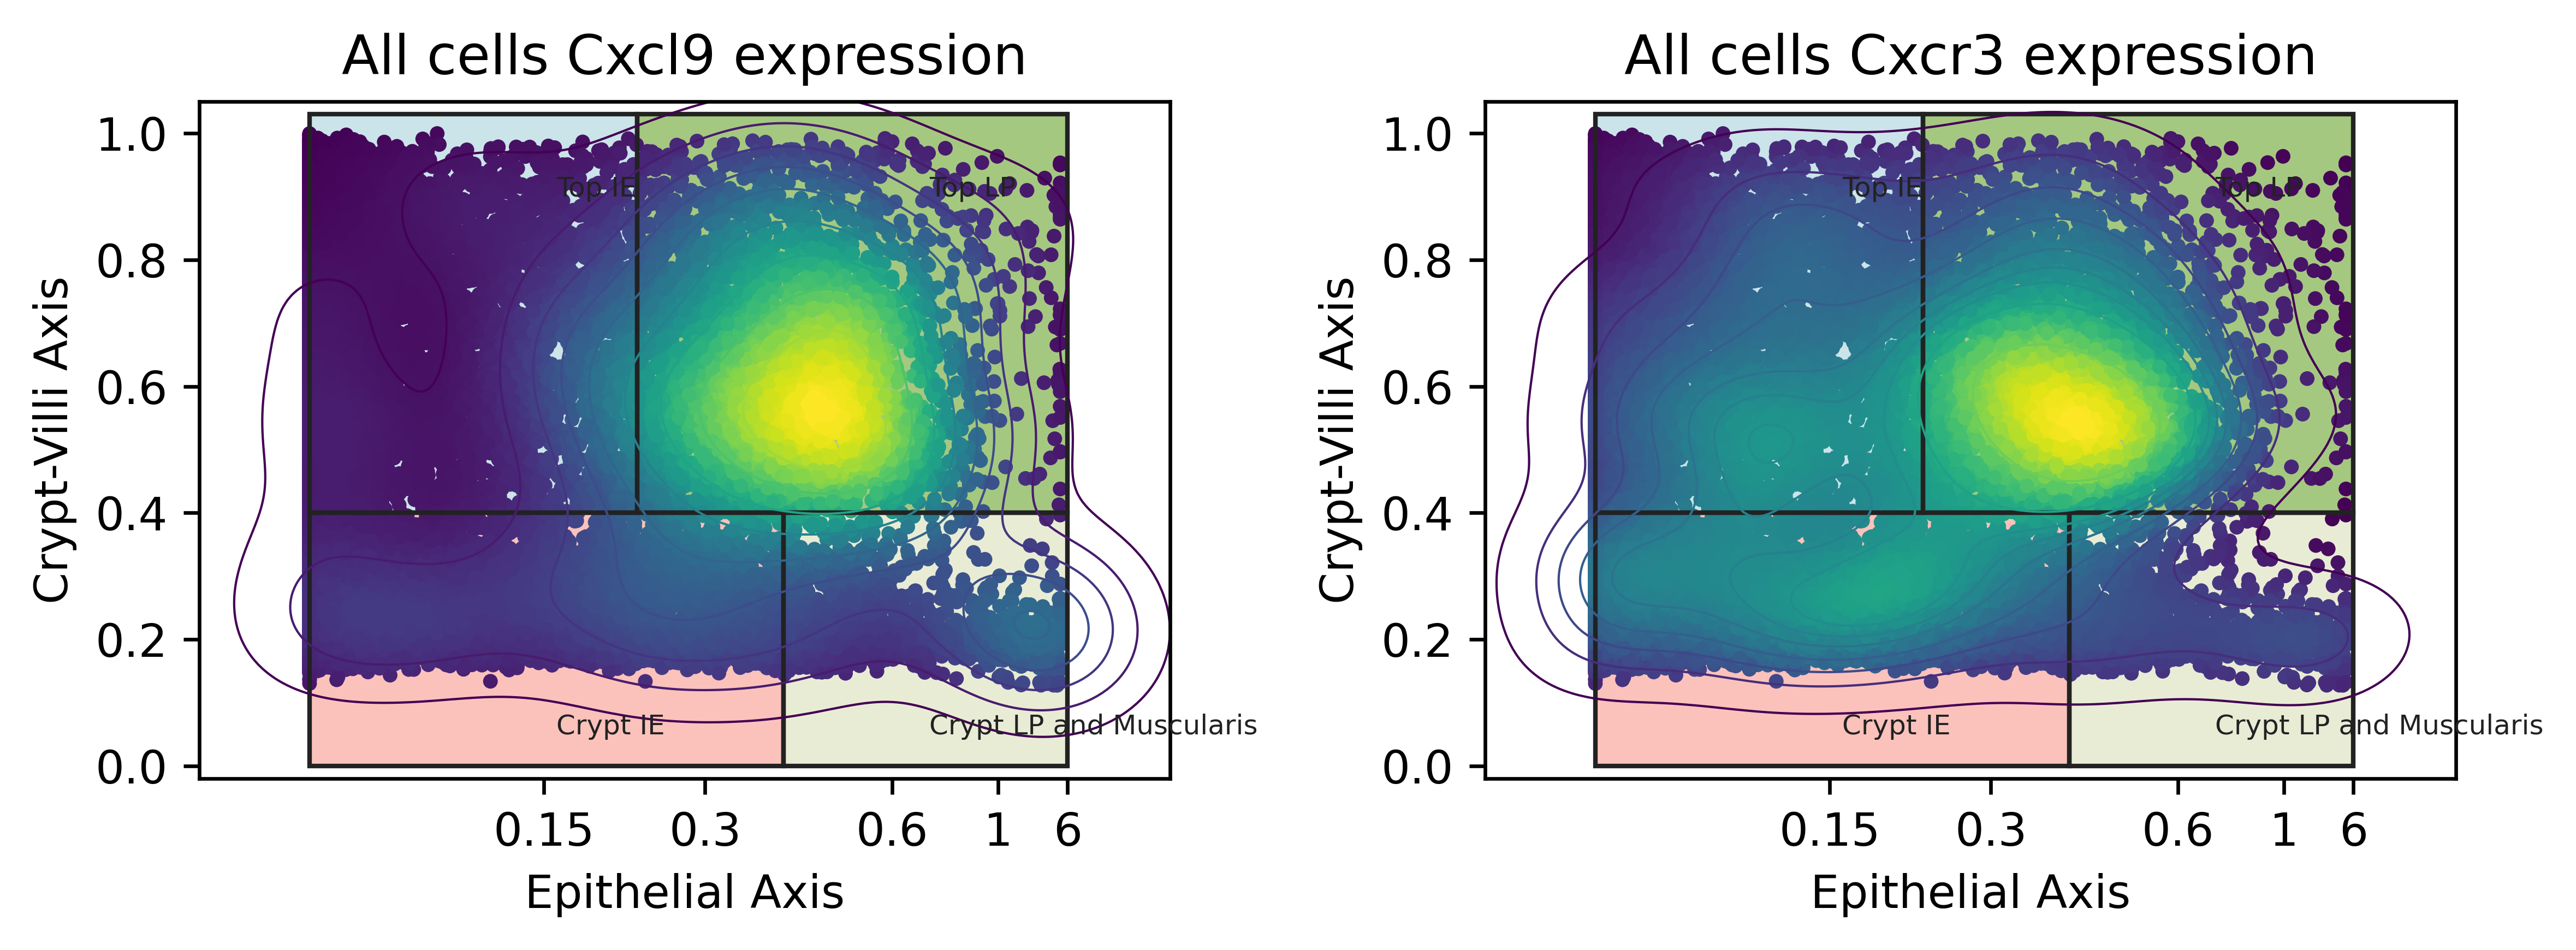 All cells Cxcl9 expression
Crypt-Villi Axis
1.0
0.8
0.6
0.4
0.2
0.0
Top IE
Top LP
Crypt IE
Crypt LP and Muscularis
0.15 0.3 0.6 1 6
Epithelial Axis
All cells Cxcr3 expression
Crypt-Villi Axis
1.0
0.8
0.6
0.4
0.2
0.0
Top IE
Top LP
Crypt IE
Crypt LP and Muscularis
0.15 0.3 0.6 1 6
Epithelial Axis